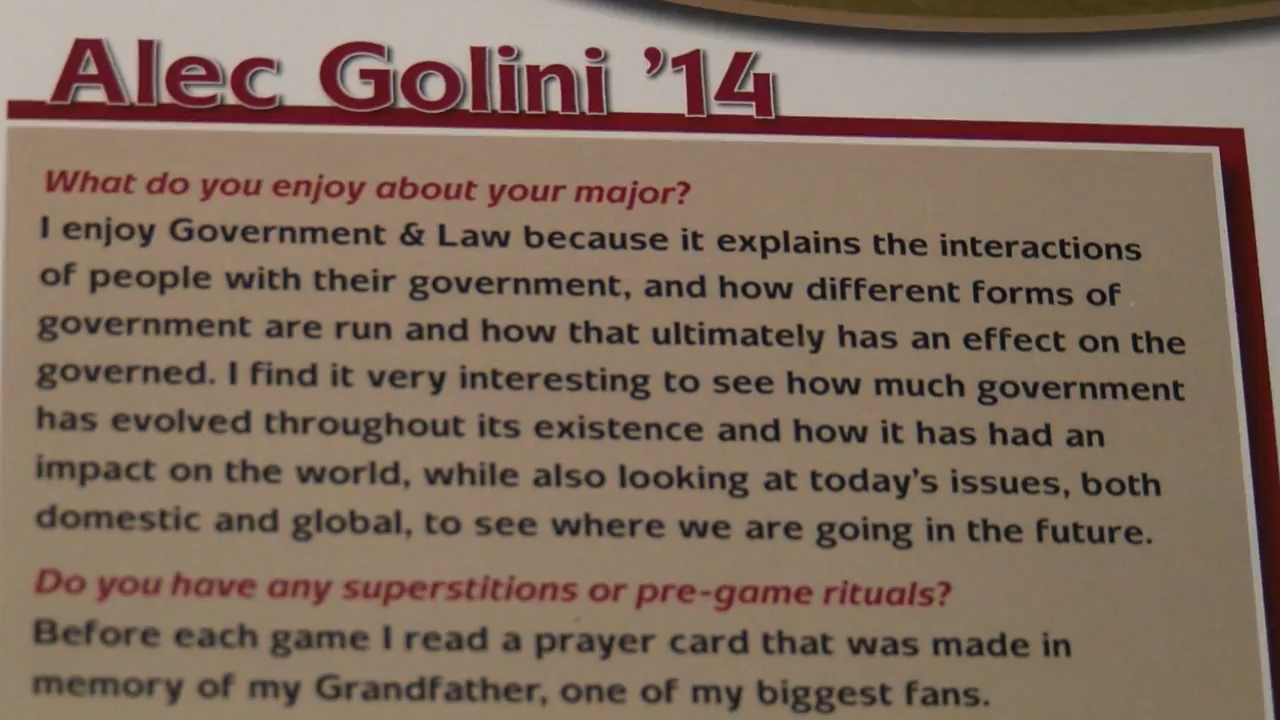 Alec Golini ’14
What do you enjoy about your major?
I enjoy Government & Law because it explains the interactions
of people with their government, and how different forms of
government are run and how that ultimately has an effect on the
governed. I find it very interesting to see how much government
has evolved throughout its existence and how it has had an
impact on the world, while also looking at today’s issues, both
domestic and global, to see where we are going in the future.
Do you have any superstitions or pre-game rituals?
Before each game I read a prayer card that was made in
memory of my Grandfather, one of my biggest fans.